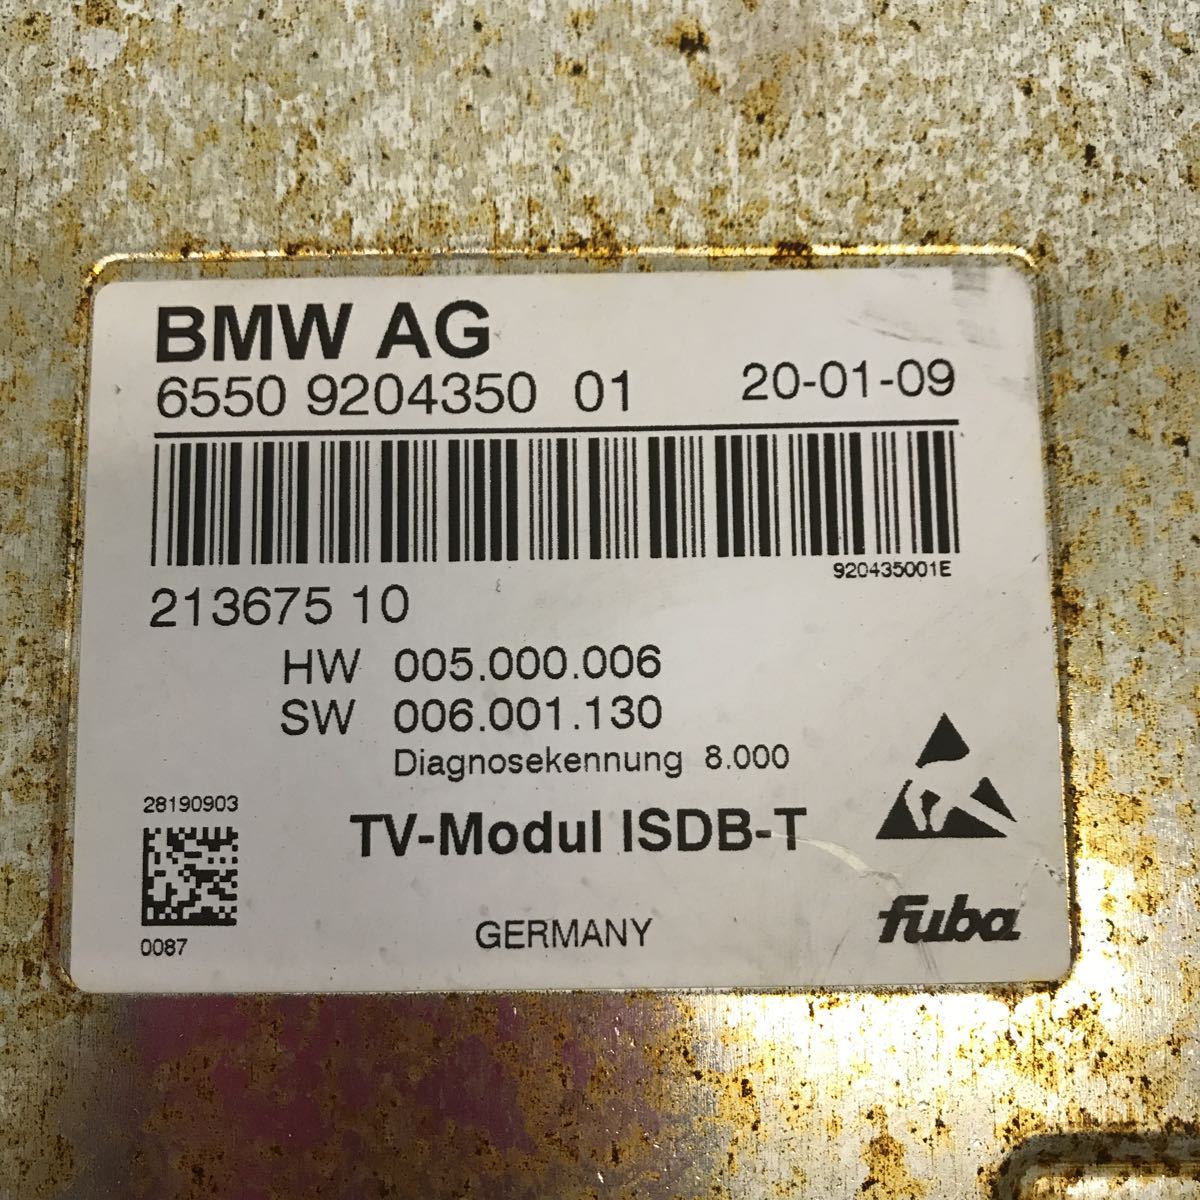 BMW AG
6550 9204350 01 20-01-09
920435001E
213675 10
HW 005.000.006
SW 006.001.130
Diagnosekennung 8.000
28190903
TV-Modul ISDB-T
0087
GERMANY
fuba